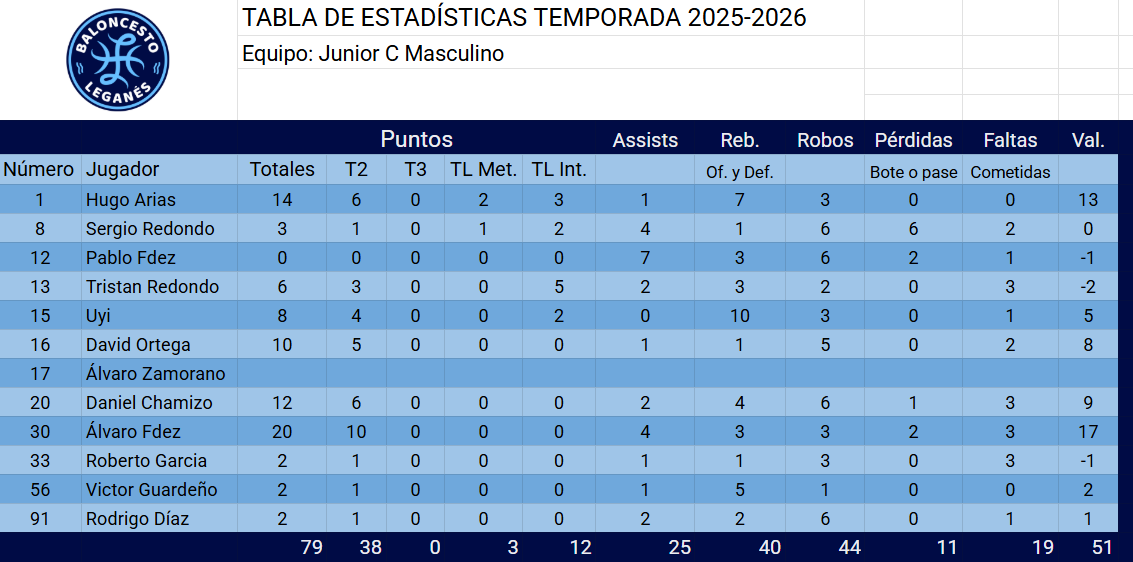 BALONCESTO
LEGANÉS
TABLA DE ESTADÍSTICAS TEMPORADA 2025-2026
Equipo: Junior C Masculino
Puntos Assists Reb. Robos Pérdidas Faltas Val.
Número Jugador Totales T2 T3 TL Met. TL Int. Of. y Def. Bote o pase Cometidas
1 Hugo Arias 14 6 0 2 3 1 7 3 0 0 13
8 Sergio Redondo 3 1 0 1 2 4 1 6 6 2 0
12 Pablo Fdez 0 0 0 0 0 7 3 6 2 1 -1
13 Tristan Redondo 6 3 0 0 5 2 3 2 0 3 -2
15 Uyi 8 4 0 0 2 0 10 3 0 1 5
16 David Ortega 10 5 0 0 0 1 1 5 0 2 8
17 Álvaro Zamorano
20 Daniel Chamizo 12 6 0 0 0 2 4 6 1 3 9
30 Álvaro Fdez 20 10 0 0 0 4 3 3 2 3 17
33 Roberto Garcia 2 1 0 0 0 1 1 3 0 3 -1
56 Victor Guardeño 2 1 0 0 0 1 5 1 0 0 2
91 Rodrigo Díaz 2 1 0 0 0 2 2 6 0 1 1
79 38 0 3 12 25 40 44 11 19 51